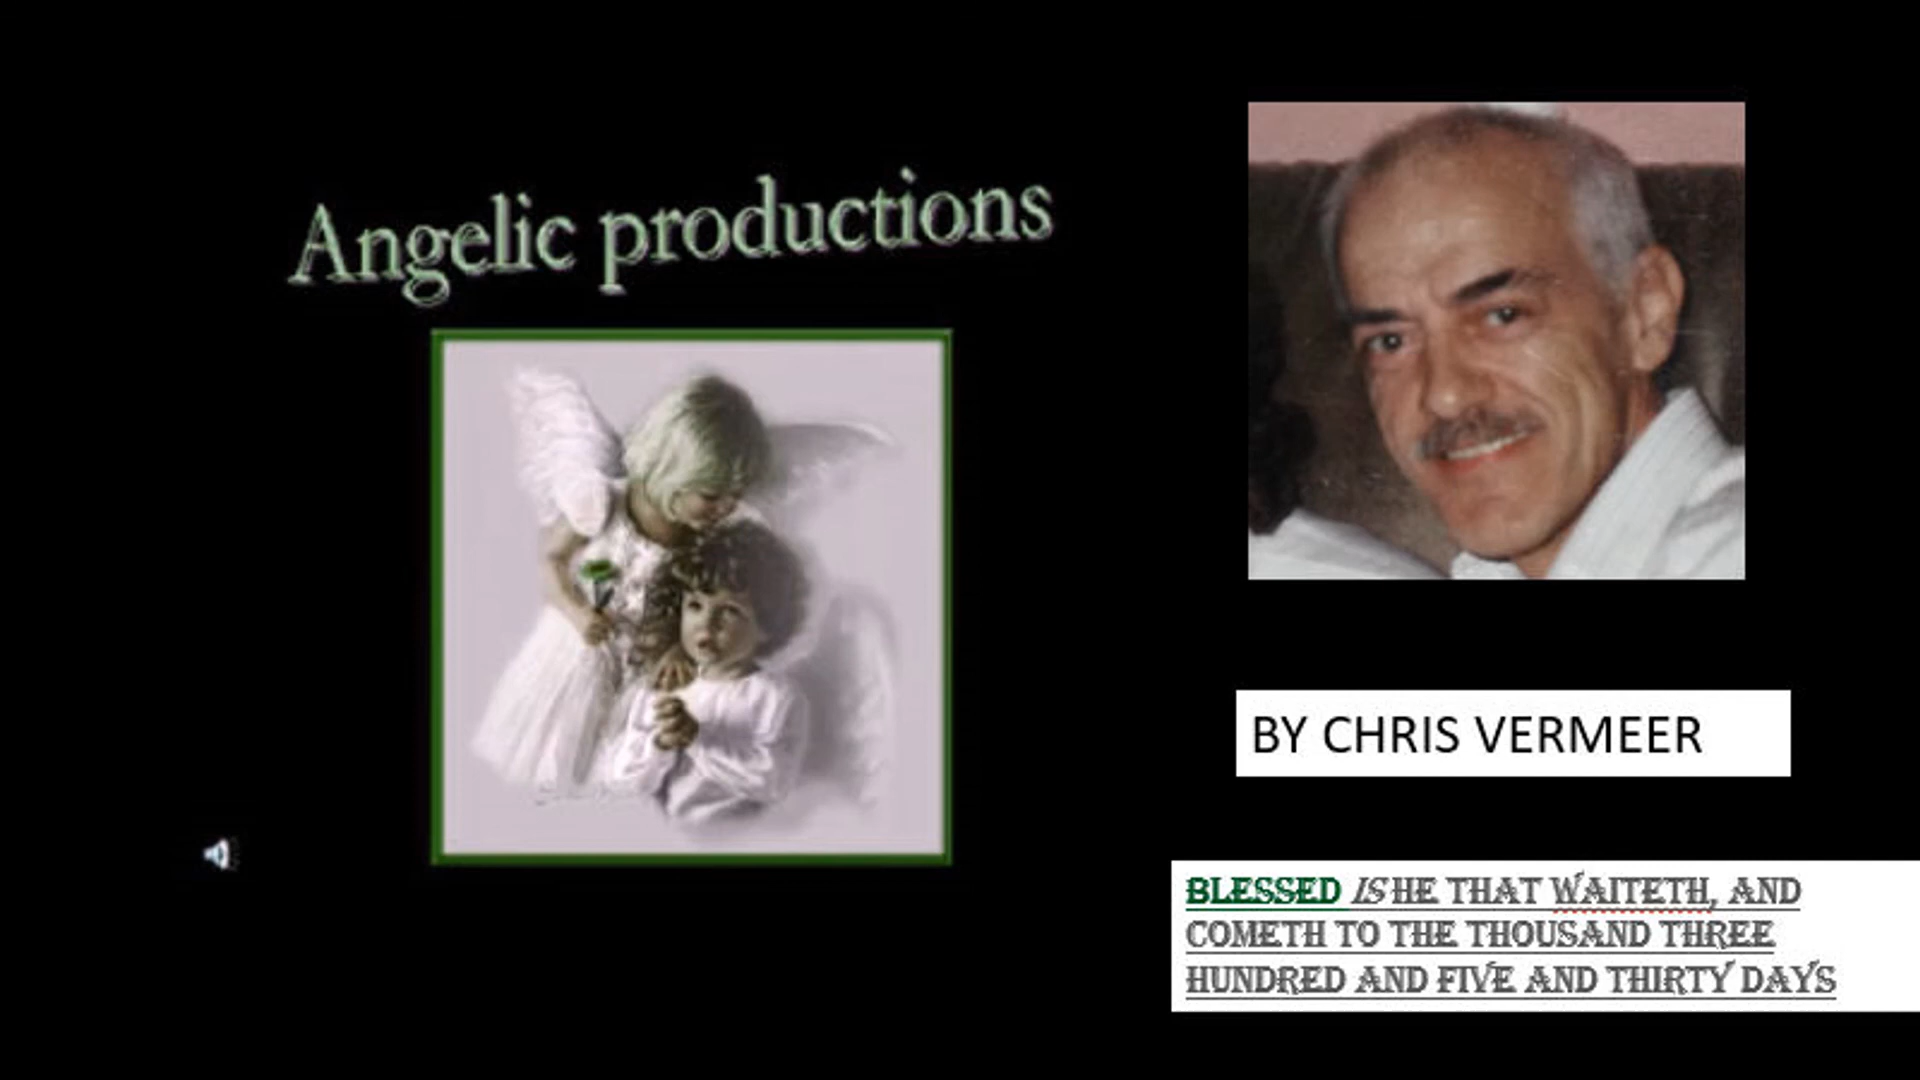 Angelic productions
BY CHRIS VERMEER
BLESSED IS HE THAT WAITETH, AND
COMETH TO THE THOUSAND THREE
HUNDRED AND FIVE AND THIRTY DAYS